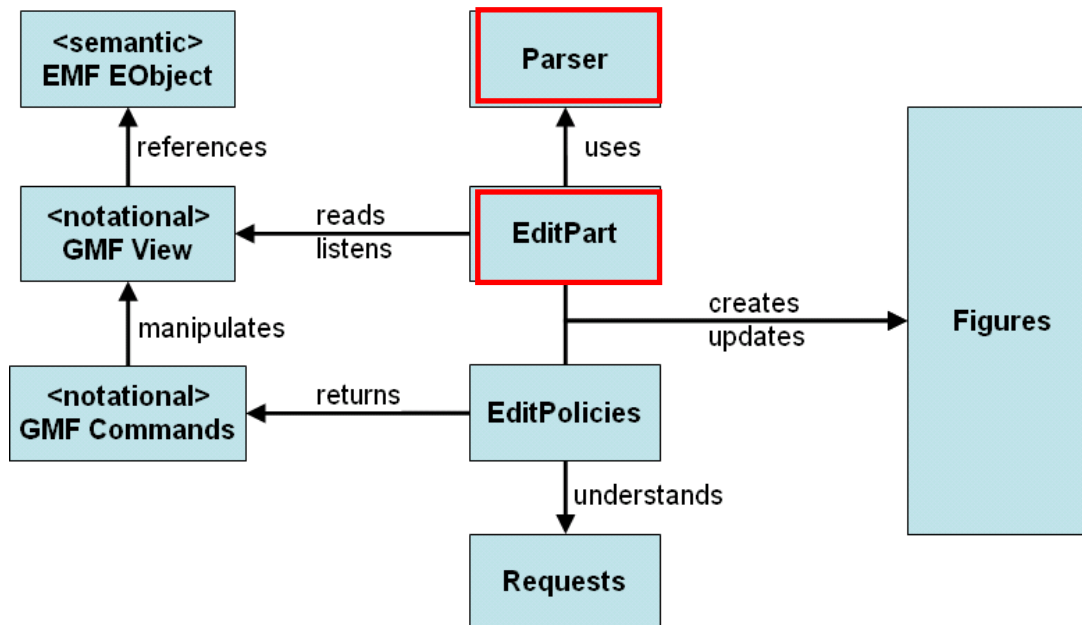 <semantic>
EMF EObject
Parser
references
uses
<notational>
GMF View
reads
listens
EditPart
manipulates
creates
updates
Figures
<notational>
GMF Commands
returns
EditPolicies
understands
Requests